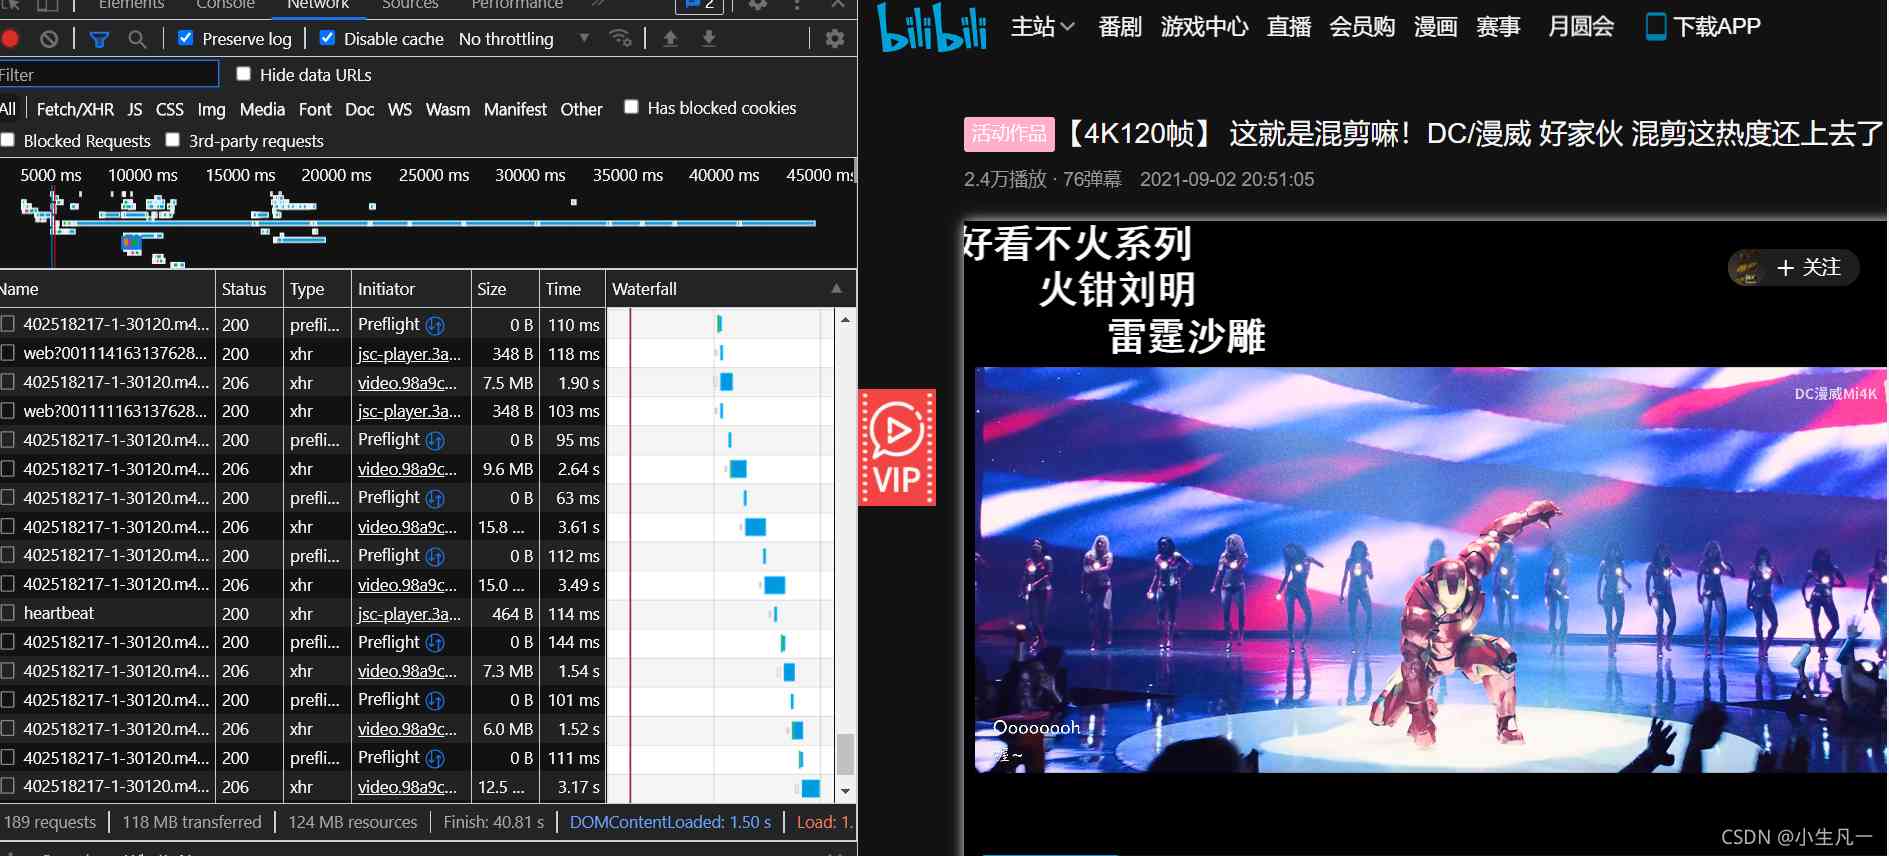 Elements Console Network Sources Performance 2
Preserve log Disable cache No throttling
Filter Hide data URLs
All Fetch/XHR JS CSS Img Media Font Doc WS Wasm Manifest Other Has blocked cookies
Blocked Requests 3rd-party requests
5000 ms 10000 ms 15000 ms 20000 ms 25000 ms 30000 ms 35000 ms 40000 ms 45000 ms
Name Status Type Initiator Size Time Waterfall
402518217-1-30120.m4... 200 prefli... Preflight 0 B 110 ms
web?001114163137628... 200 xhr jsc-player.3a... 348 B 118 ms
402518217-1-30120.m4... 206 xhr video.98a9c... 7.5 MB 1.90 s
web?001111163137628... 200 xhr jsc-player.3a... 348 B 103 ms
402518217-1-30120.m4... 200 prefli... Preflight 0 B 95 ms
402518217-1-30120.m4... 206 xhr video.98a9c... 9.6 MB 2.64 s
402518217-1-30120.m4... 200 prefli... Preflight 0 B 63 ms
402518217-1-30120.m4... 206 xhr video.98a9c... 15.8 ... 3.61 s
402518217-1-30120.m4... 200 prefli... Preflight 0 B 112 ms
402518217-1-30120.m4... 206 xhr video.98a9c... 15.0 ... 3.49 s
heartbeat 200 xhr jsc-player.3a... 464 B 114 ms
402518217-1-30120.m4... 200 prefli... Preflight 0 B 144 ms
402518217-1-30120.m4... 206 xhr video.98a9c... 7.3 MB 1.54 s
402518217-1-30120.m4... 200 prefli... Preflight 0 B 101 ms
402518217-1-30120.m4... 206 xhr video.98a9c... 6.0 MB 1.52 s
402518217-1-30120.m4... 200 prefli... Preflight 0 B 111 ms
402518217-1-30120.m4... 206 xhr video.98a9c... 12.5 ... 3.17 s
189 requests 118 MB transferred 124 MB resources Finish: 40.81 s DOMContentLoaded: 1.50 s Load: 1.
bilibili 主站 番剧 游戏中心 直播 会员购 漫画 赛事 月圆会 下载APP
活动作品 【4K120帧】 这就是混剪嘛！DC/漫威 好家伙 混剪这热度还上去了
2.4万播放 · 76弹幕 2021-09-02 20:51:05
好看不火系列
+ 关注
火钳刘明
雷霆沙雕
DC漫威Mi4K
VIP
Oooooooh
CSDN @小生凡一